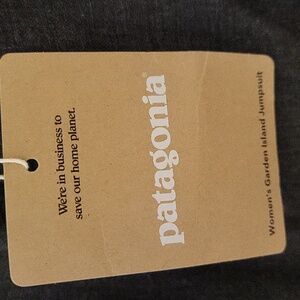 We're in business to
save our home planet.
patagonia®
Women's Garden Island Jumpsuit